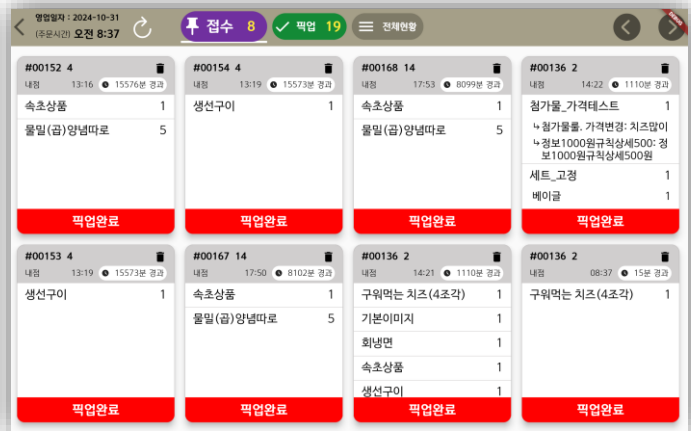 영업일자 : 2024-10-31
(주문시간) 오전 8:37
접수 8
픽업 19
전체현황
DEBUG
#00152 4
내점 13:16 15576분 경과
속초상품 1
물밀(곱)양념따로 5
픽업완료
#00154 4
내점 13:19 15573분 경과
생선구이 1
픽업완료
#00168 14
내점 17:53 8099분 경과
속초상품 1
물밀(곱)양념따로 5
픽업완료
#00136 2
내점 14:22 1110분 경과
첨가물_가격테스트 1
↳첨가물룰. 가격변경: 치즈많이
↳정보1000원규칙상세500: 정
보1000원규칙상세500원
세트_고정 1
베이글 1
픽업완료
#00153 4
내점 13:19 15573분 경과
생선구이 1
픽업완료
#00167 14
내점 17:50 8102분 경과
속초상품 1
물밀(곱)양념따로 5
픽업완료
#00136 2
내점 14:21 1110분 경과
구워먹는 치즈(4조각) 1
기본이미지 1
회냉면 1
속초상품 1
생선구이 1
픽업완료
#00136 2
내점 08:37 15분 경과
구워먹는 치즈(4조각) 1
픽업완료